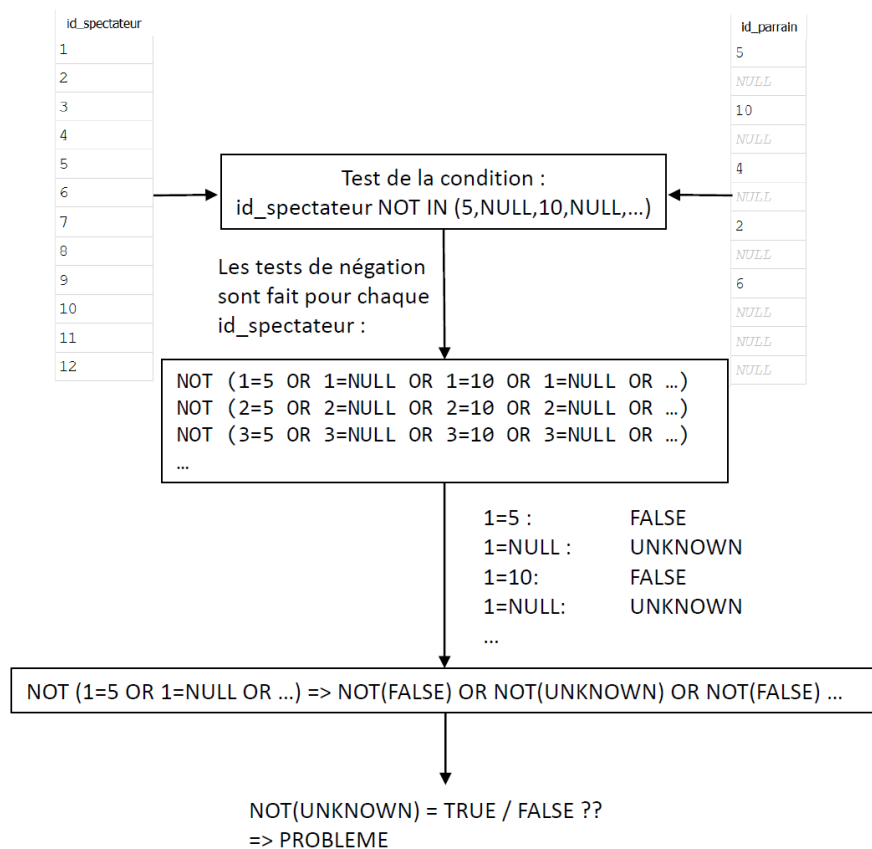 id_spectateur
1
2
3
4
5
6
7
8
9
10
11
12
id_parrain
5
NULL
10
NULL
4
NULL
2
NULL
6
NULL
NULL
NULL
Test de la condition :
id_spectateur NOT IN (5,NULL,10,NULL,…)
Les tests de négation
sont fait pour chaque
id_spectateur :
NOT (1=5 OR 1=NULL OR 1=10 OR 1=NULL OR …)
NOT (2=5 OR 2=NULL OR 2=10 OR 2=NULL OR …)
NOT (3=5 OR 3=NULL OR 3=10 OR 3=NULL OR …)
…
1=5 : FALSE
1=NULL : UNKNOWN
1=10: FALSE
1=NULL: UNKNOWN
…
NOT (1=5 OR 1=NULL OR …) => NOT(FALSE) OR NOT(UNKNOWN) OR NOT(FALSE) …
NOT(UNKNOWN) = TRUE / FALSE ??
=> PROBLEME